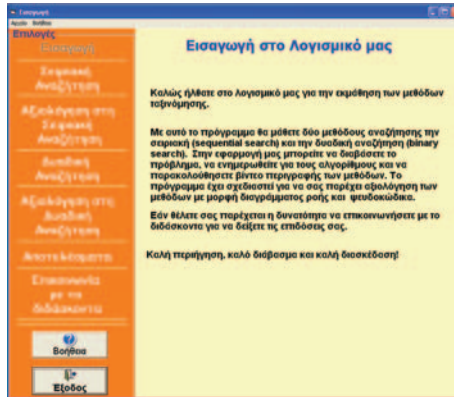 Εισαγωγή
Αρχείο Βοήθεια
Επιλογές
Εισαγωγή
Σειριακή
Αναζήτηση
Αξιολόγηση στη
Σειριακή
Αναζήτηση
Δυαδική
Αναζήτηση
Αξιολόγηση στη
Δυαδική
Αναζήτηση
Αποτελέσματα
Επικοινωνία
με το
διδάσκοντα
Βοήθεια
Έξοδος
Εισαγωγή στο Λογισμικό μας
Καλώς ήλθατε στο λογισμικό μας για την εκμάθηση των μεθόδων
ταξινόμησης.
Με αυτό το πρόγραμμα θα μάθετε δύο μεθόδους αναζήτησης την
σειριακή (sequential search) και την δυαδική αναζήτηση (binary
search). Στην εφαρμογή μας μπορείτε να διαβάσετε το
πρόβλημα, να ενημερωθείτε για τους αλγορίθμους και να
παρακολουθήσετε βίντεο περιγραφής των μεθόδων. Το
πρόγραμμα έχει σχεδιαστεί για να σας παρέχει αξιολόγηση των
μεθόδων με μορφή διαγράμματος ροής και ψευδοκώδικα.
Εάν θέλετε σας παρέχεται η δυνατότητα να επικοινωνήσετε με το
διδάσκοντα για να δείξετε τις επιδόσεις σας.
Καλή περιήγηση, καλό διάβασμα και καλή διασκέδαση!